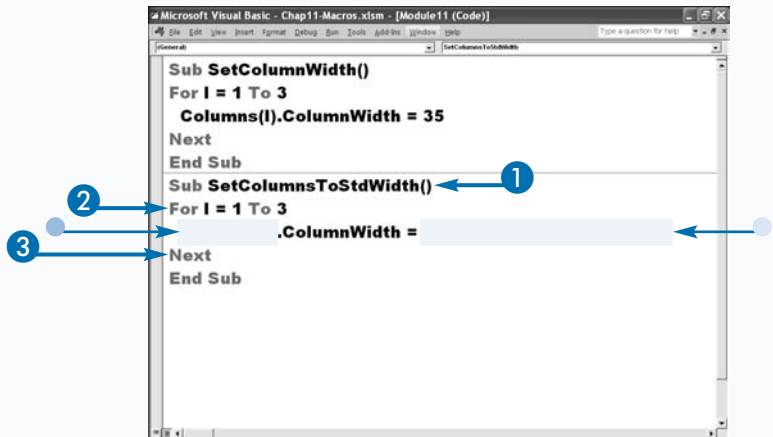 Microsoft Visual Basic - Chap11-Macros.xlsm - [Module11 (Code)]
File Edit View Insert Format Debug Run Tools Add-Ins Window Help Type a question for help
(General) SetColumnsToStdWidth
Sub SetColumnWidth()
For I = 1 To 3
Columns(I).ColumnWidth = 35
Next
End Sub
Sub SetColumnsToStdWidth() 1
2 For I = 1 To 3
.ColumnWidth =
3 Next
End Sub